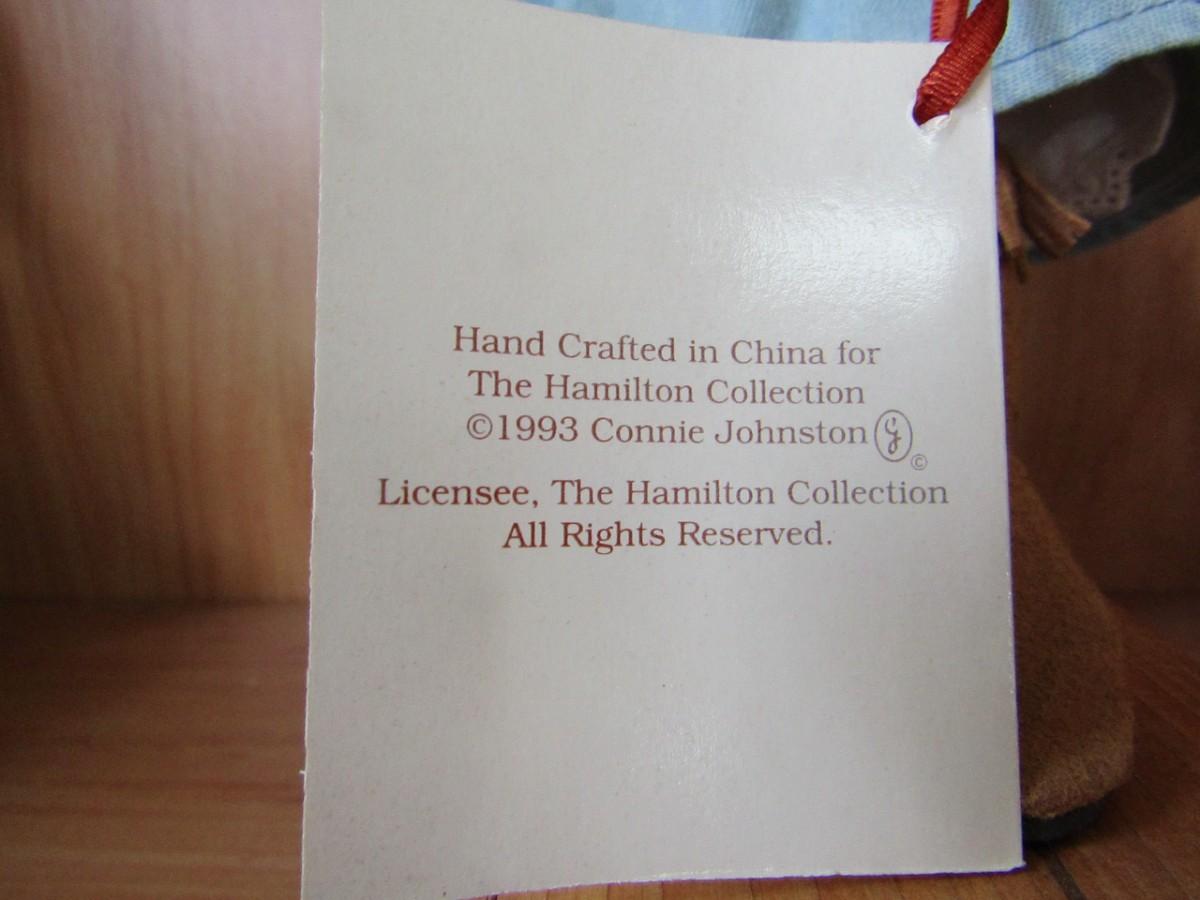 Hand Crafted in China for
The Hamilton Collection
©1993 Connie Johnston ©
Licensee, The Hamilton Collection
All Rights Reserved.